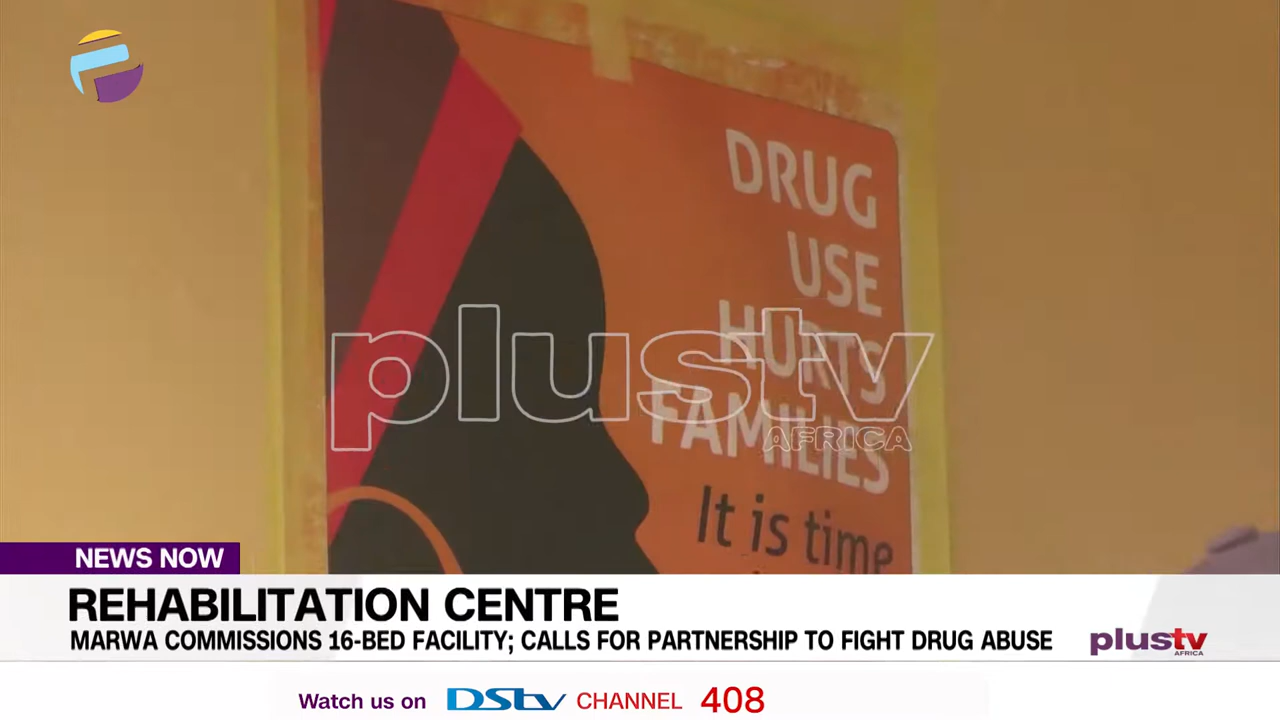 DRUG
USE
HURTS
FAMILIES
It is time
plustv
AFRICA
NEWS NOW
REHABILITATION CENTRE
MARWA COMMISSIONS 16-BED FACILITY; CALLS FOR PARTNERSHIP TO FIGHT DRUG ABUSE
plustv
AFRICA
Watch us on DStv CHANNEL 408